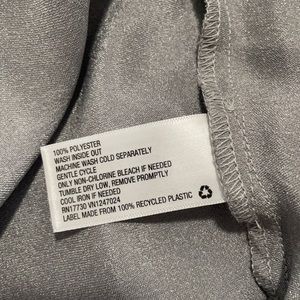 100% POLYESTER
WASH INSIDE OUT
MACHINE WASH COLD SEPARATELY
GENTLE CYCLE
ONLY NON-CHLORINE BLEACH IF NEEDED
TUMBLE DRY LOW, REMOVE PROMPTLY
COOL IRON IF NEEDED
RN17730 VN1247024
LABEL MADE FROM 100% RECYCLED PLASTIC